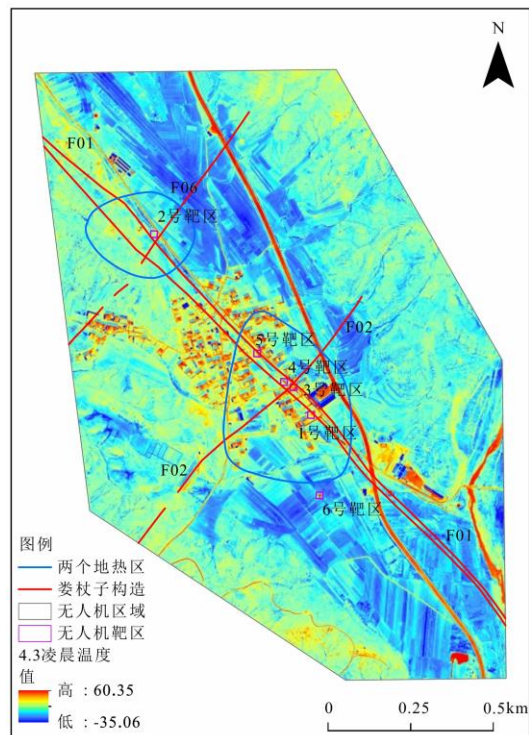 N
F01
F06
2号靶区
F02
5号靶区
4号靶区
3号靶区
1号靶区
F02
6号靶区
F01
图例
两个地热区
娄杖子构造
无人机区域
无人机靶区
4.3凌晨温度
值
高：60.35
低：-35.06
0 0.25 0.5km